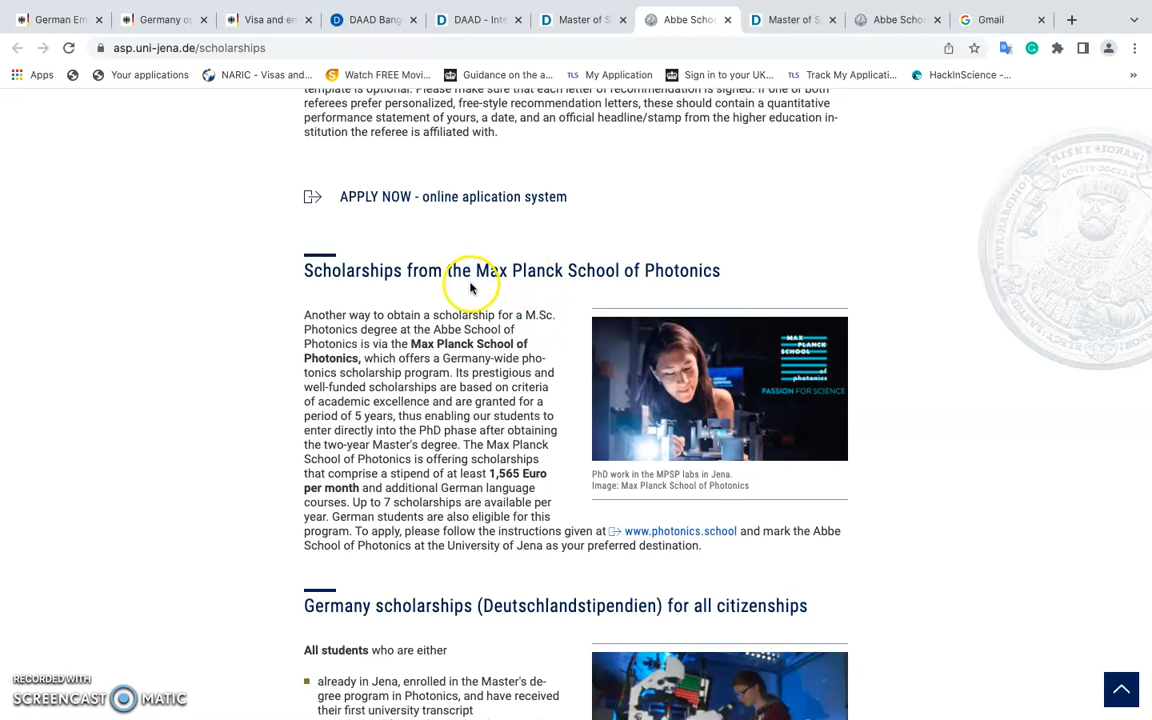 German Em
Germany op
Visa and en
DAAD Bang
DAAD - Inte
Master of S
Abbe Schoo
Master of S
Abbe Schoo
Gmail
asp.uni-jena.de/scholarships
Apps
Your applications
NARIC - Visas and...
Watch FREE Movi...
Guidance on the a...
TLS My Application
Sign in to your UK...
TLS Track My Applicati...
HackInScience -...
»
template is optional. Please make sure that each letter of recommendation is signed. If one or both
referees prefer personalized, free-style recommendation letters, these should contain a quantitative
performance statement of yours, a date, and an official headline/stamp from the higher education in-
stitution the referee is affiliated with.
APPLY NOW - online aplication system
Scholarships from the Max Planck School of Photonics
Another way to obtain a scholarship for a M.Sc.
Photonics degree at the Abbe School of
Photonics is via the Max Planck School of
Photonics, which offers a Germany-wide pho-
tonics scholarship program. Its prestigious and
well-funded scholarships are based on criteria
of academic excellence and are granted for a
period of 5 years, thus enabling our students to
enter directly into the PhD phase after obtaining
the two-year Master's degree. The Max Planck
School of Photonics is offering scholarships
that comprise a stipend of at least 1,565 Euro
per month and additional German language
courses. Up to 7 scholarships are available per
year. German students are also eligible for this
program. To apply, please follow the instructions given at www.photonics.school and mark the Abbe
School of Photonics at the University of Jena as your preferred destination.
MAX
PLANCK
SCHOOL
of
photonics
PASSION FOR SCIENCE
PhD work in the MPSP labs in Jena.
Image: Max Planck School of Photonics
Germany scholarships (Deutschlandstipendien) for all citizenships
All students who are either
already in Jena, enrolled in the Master's de-
gree program in Photonics, and have received
their first university transcript
RECORDED WITH
SCREENCAST MATIC